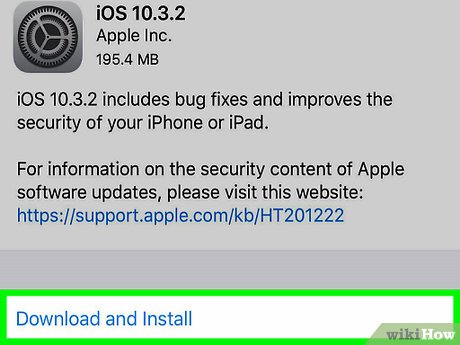 iOS 10.3.2
Apple Inc.
195.4 MB
iOS 10.3.2 includes bug fixes and improves the
security of your iPhone or iPad.
For information on the security content of Apple
software updates, please visit this website:
https://support.apple.com/kb/HT201222
Download and Install
wikiHow